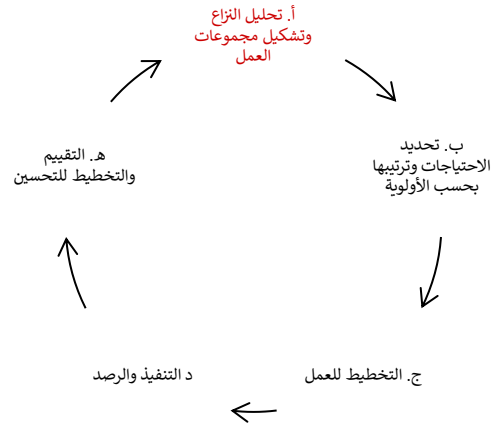 أ. تحليل النزاع
وتشكيل مجموعات
العمل
ب. تحديد
الاحتياجات وترتيبها
بحسب الأولوية
ج. التخطيط للعمل
د التنفيذ والرصد
هـ. التقييم
والتخطيط للتحسين